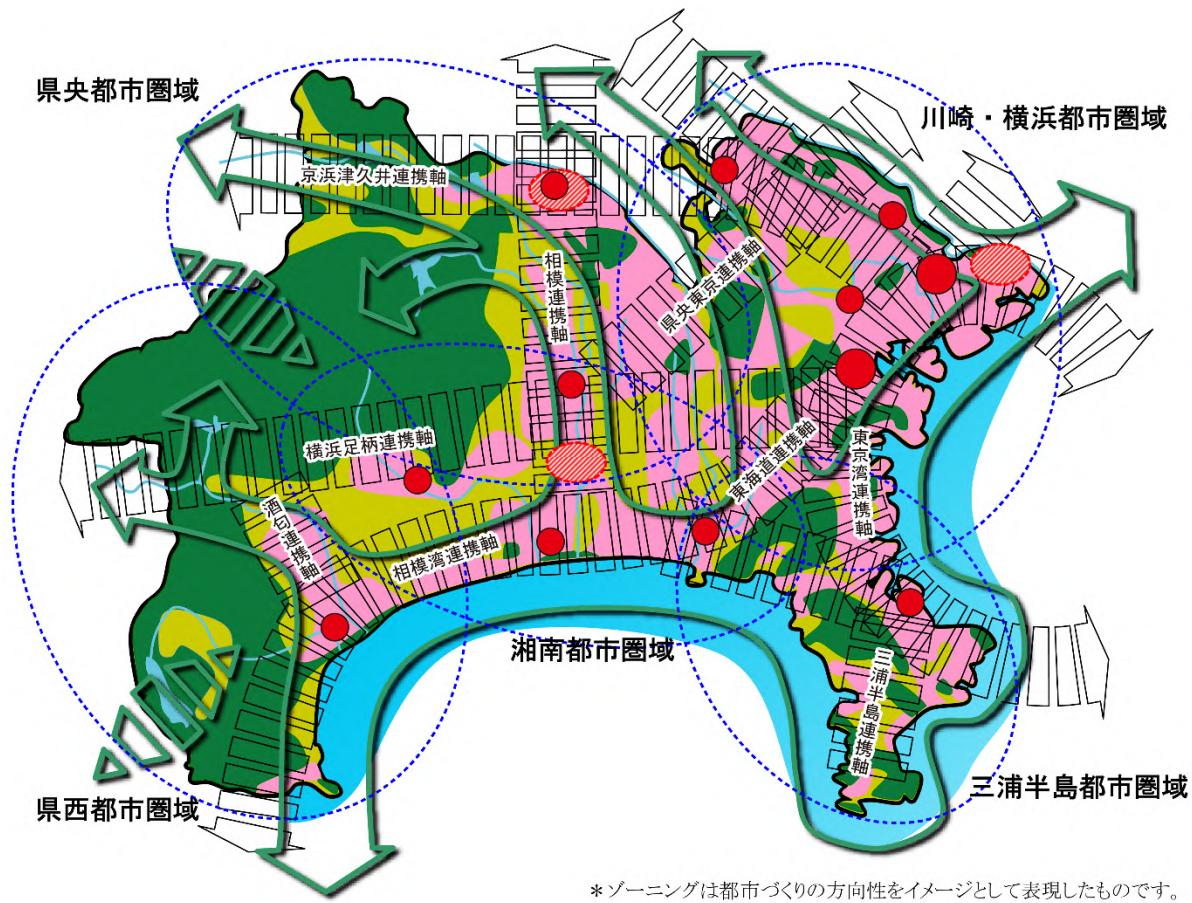 県央都市圏域
川崎・横浜都市圏域
京浜津久井連携軸
相模連携軸
県央東京連携軸
横浜足柄連携軸
東海道連携軸
東京湾連携軸
酒匂連携軸
相模湾連携軸
湘南都市圏域
三浦半島連携軸
県西都市圏域
三浦半島都市圏域
*ゾーニングは都市づくりの方向性をイメージとして表現したものです。